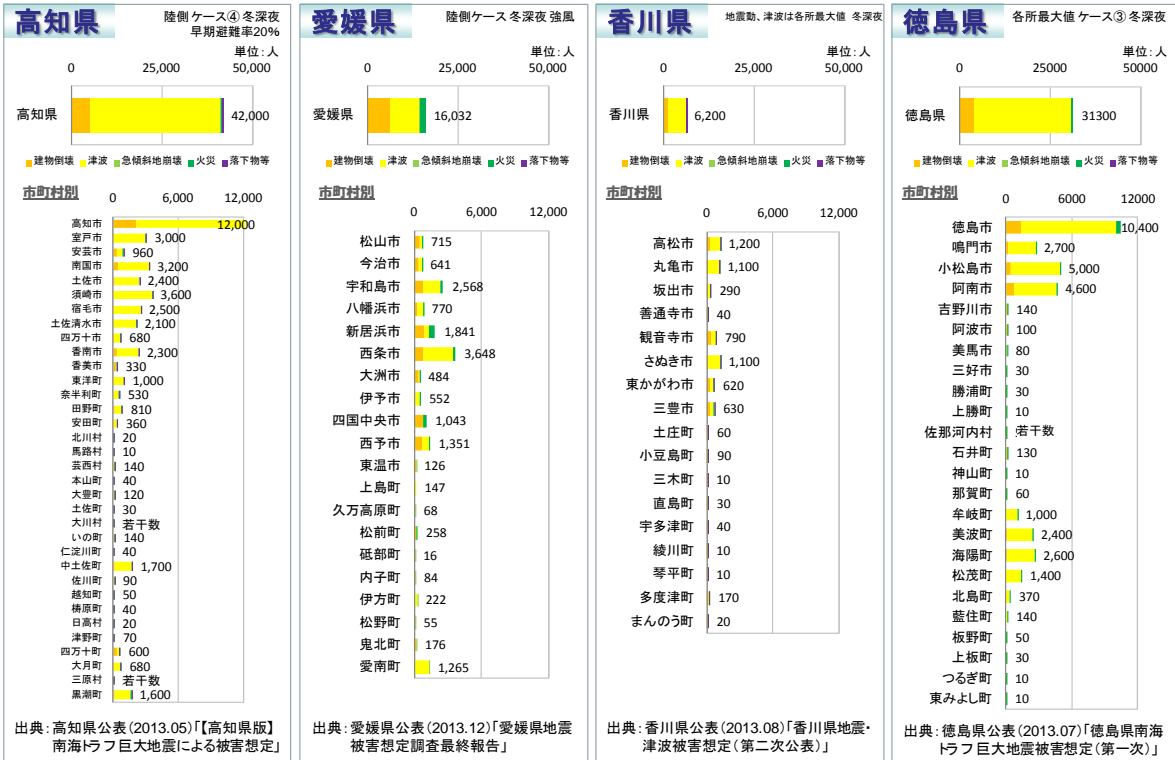 高知県
陸側 ケース④ 冬深夜
早期避難率20%
単位:人
0 25,000 50,000
高知県 42,000
建物倒壊 津波 急傾斜地崩壊 火災 落下物等
市町村別
0 6,000 12,000
高知市 12,000
室戸市 3,000
安芸市 960
南国市 3,200
土佐市 2,400
須崎市 3,600
宿毛市 2,500
土佐清水市 2,100
四万十市 680
香南市 2,300
香美市 330
東洋町 1,000
奈半利町 530
田野町 810
安田町 360
北川村 20
馬路村 10
芸西村 140
本山町 40
大豊町 120
土佐町 30
大川村 若干数
いの町 140
仁淀川町 40
中土佐町 1,700
佐川町 90
越知町 50
梼原町 40
日高村 20
津野町 70
四万十町 600
大月町 680
三原村 若干数
黒潮町 1,600
出典:高知県公表(2013.05)「【高知県版】
南海トラフ巨大地震による被害想定」
愛媛県
陸側ケース 冬深夜 強風
単位:人
0 25,000 50,000
愛媛県 16,032
建物倒壊 津波 急傾斜地崩壊 火災 落下物等
市町村別
0 6,000 12,000
松山市 715
今治市 641
宇和島市 2,568
八幡浜市 770
新居浜市 1,841
西条市 3,648
大洲市 484
伊予市 552
四国中央市 1,043
西予市 1,351
東温市 126
上島町 147
久万高原町 68
松前町 258
砥部町 16
内子町 84
伊方町 222
松野町 55
鬼北町 176
愛南町 1,265
出典:愛媛県公表(2013.12)「愛媛県地震
被害想定調査最終報告」
香川県
地震動、津波は各所最大値 冬深夜
単位:人
0 25,000 50,000
香川県 6,200
建物倒壊 津波 急傾斜地崩壊 火災 落下物等
市町村別
0 6,000 12,000
高松市 1,200
丸亀市 1,100
坂出市 290
善通寺市 40
観音寺市 790
さぬき市 1,100
東かがわ市 620
三豊市 630
土庄町 60
小豆島町 90
三木町 10
直島町 30
宇多津町 40
綾川町 10
琴平町 10
多度津町 170
まんのう町 20
出典:香川県公表(2013.08)「香川県地震・
津波被害想定(第二次公表)」
徳島県
各所最大値 ケース③ 冬深夜
単位:人
0 25,000 50,000
徳島県 31300
建物倒壊 津波 急傾斜地崩壊 火災 落下物等
市町村別
0 6000 12000
徳島市 10,400
鳴門市 2,700
小松島市 5,000
阿南市 4,600
吉野川市 140
阿波市 100
美馬市 80
三好市 30
勝浦町 30
上勝町 10
佐那河内村 若干数
石井町 130
神山町 10
那賀町 60
牟岐町 1,000
美波町 2,400
海陽町 2,600
松茂町 1,400
北島町 370
藍住町 140
板野町 50
上板町 30
つるぎ町 10
東みよし町 10
出典:徳島県公表(2013.07)「徳島県南海
トラフ巨大地震被害想定(第一次)」